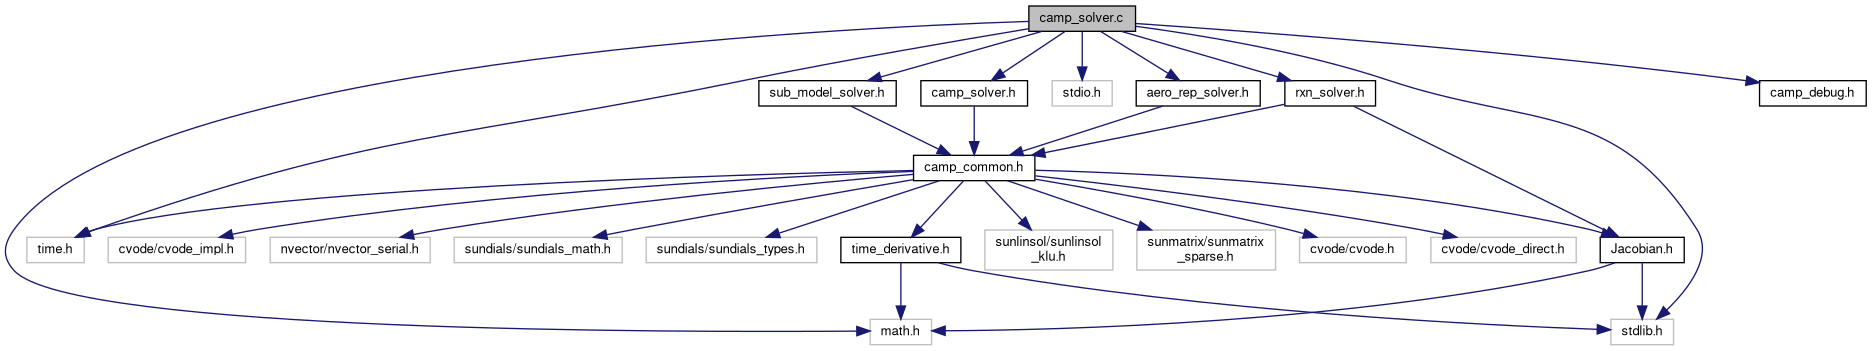 camp_solver.c
sub_model_solver.h
camp_solver.h
stdio.h
aero_rep_solver.h
rxn_solver.h
camp_debug.h
camp_common.h
time.h
cvode/cvode_impl.h
nvector/nvector_serial.h
sundials/sundials_math.h
sundials/sundials_types.h
time_derivative.h
sunlinsol/sunlinsol
_klu.h
sunmatrix/sunmatrix
_sparse.h
cvode/cvode.h
cvode/cvode_direct.h
Jacobian.h
math.h
stdlib.h